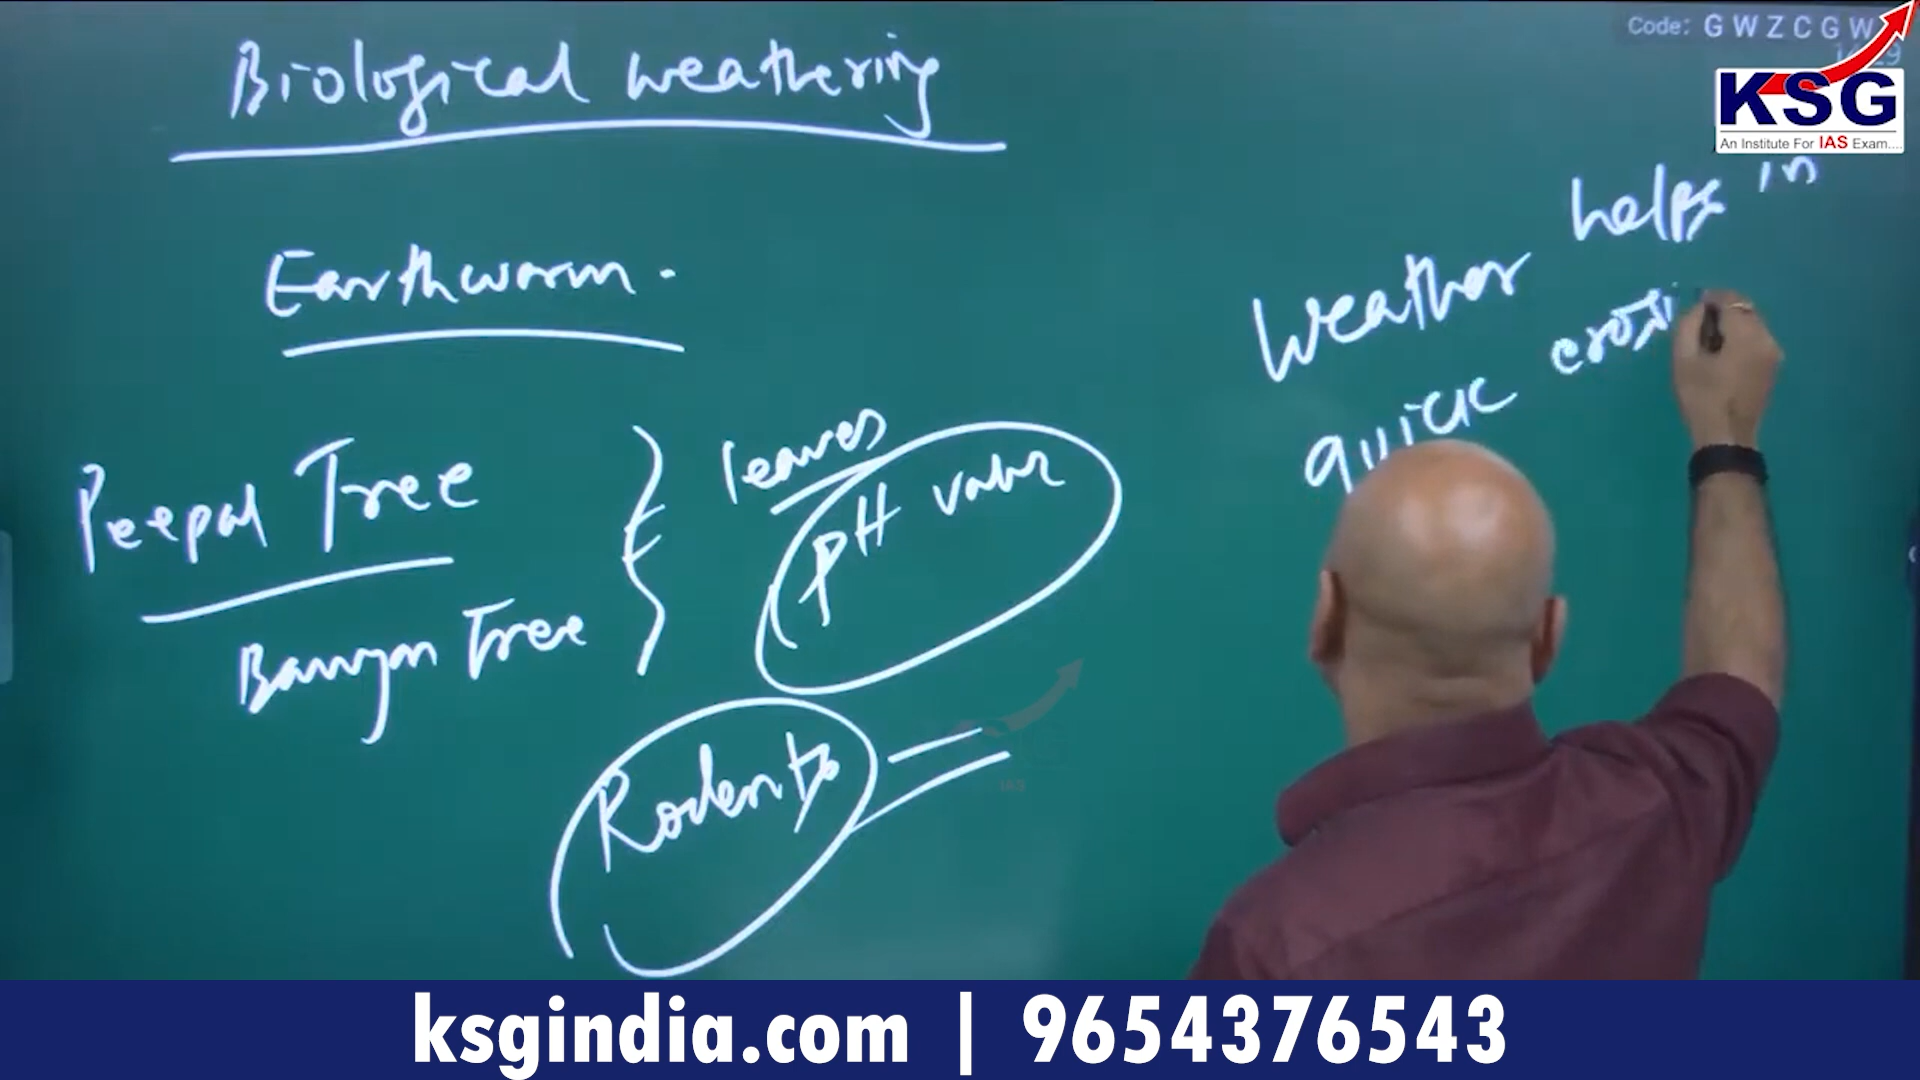 Code: G W Z C G W
KSG
An Institute For IAS Exam....
Biological weathering
Earthworm.
Peepal Tree
Banyan Tree
leaves
PH value
Rodents
Weather helps in
quick erosi
IAS
ksgindia.com | 9654376543